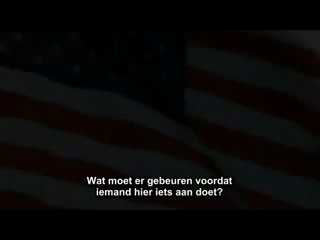 Wat moet er gebeuren voordat
iemand hier iets aan doet?